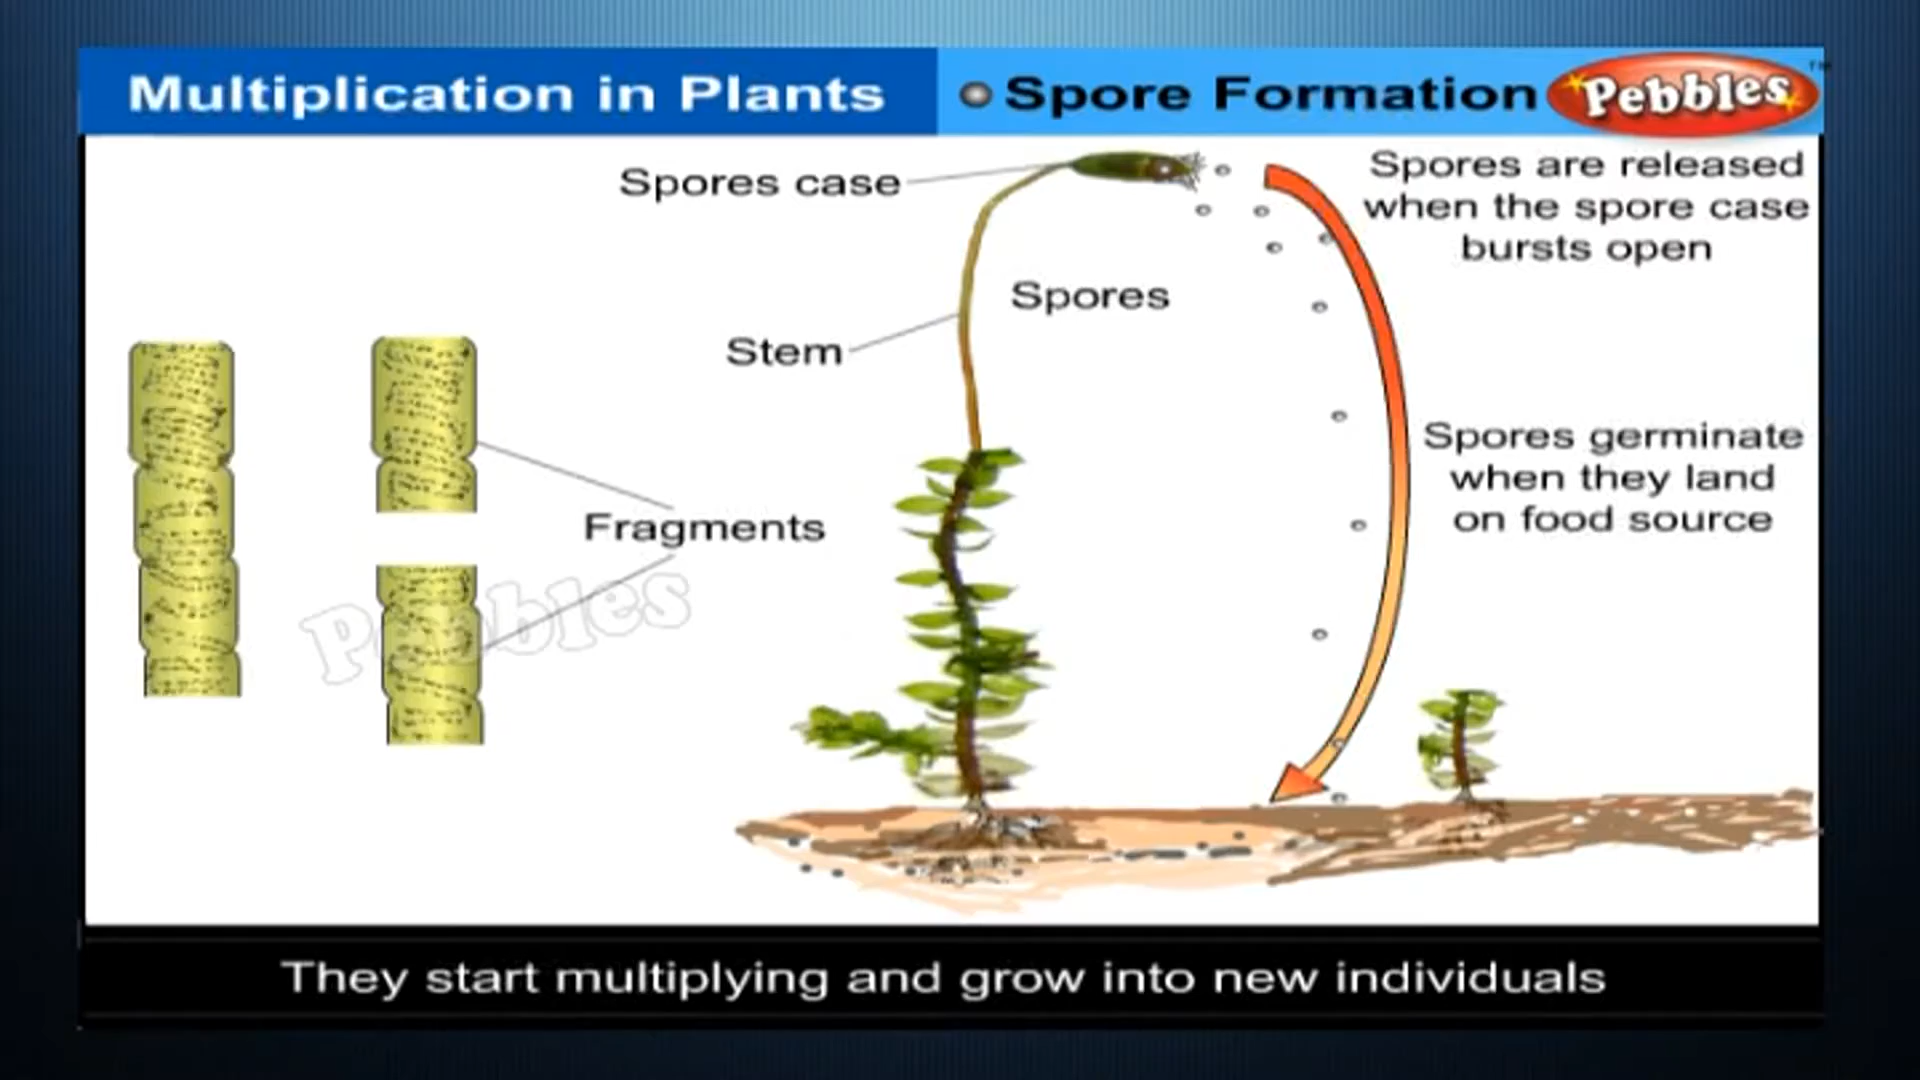 Multiplication in Plants
Spore Formation
Pebbles™
Spores case
Spores are released
when the spore case
bursts open
Spores
Stem
Spores germinate
when they land
on food source
Fragments
Pebbles
They start multiplying and grow into new individuals